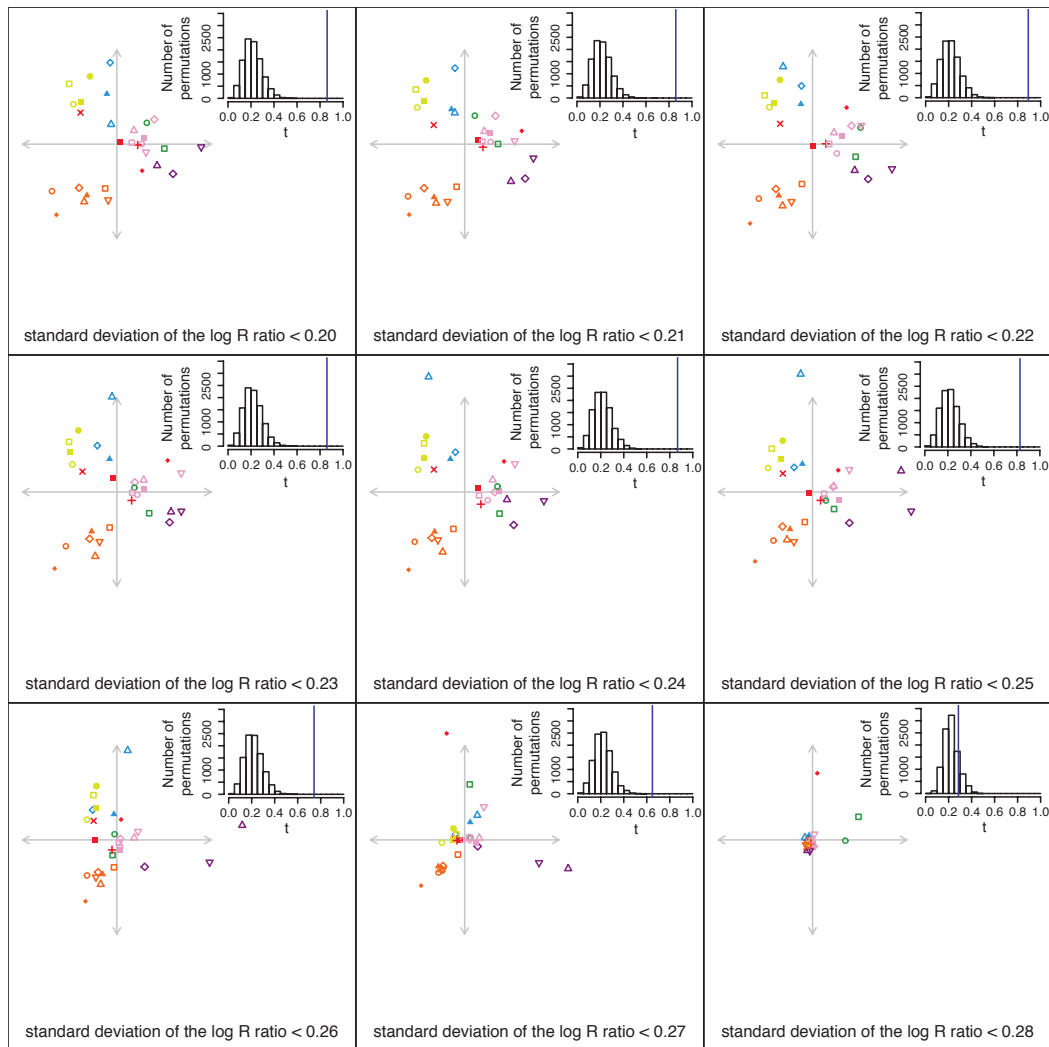 Number of
permutations
0 1000 2500
0.0 0.2 0.4 0.6 0.8 1.0
t
standard deviation of the log R ratio < 0.20
Number of
permutations
0 1000 2500
0.0 0.2 0.4 0.6 0.8 1.0
t
standard deviation of the log R ratio < 0.21
Number of
permutations
0 1000 2500
0.0 0.2 0.4 0.6 0.8 1.0
t
standard deviation of the log R ratio < 0.22
Number of
permutations
0 1000 2500
0.0 0.2 0.4 0.6 0.8 1.0
t
standard deviation of the log R ratio < 0.23
Number of
permutations
0 1000 2500
0.0 0.2 0.4 0.6 0.8 1.0
t
standard deviation of the log R ratio < 0.24
Number of
permutations
0 1000 2500
0.0 0.2 0.4 0.6 0.8 1.0
t
standard deviation of the log R ratio < 0.25
Number of
permutations
0 1000 2500
0.0 0.2 0.4 0.6 0.8 1.0
t
standard deviation of the log R ratio < 0.26
Number of
permutations
0 1000 2500
0.0 0.2 0.4 0.6 0.8 1.0
t
standard deviation of the log R ratio < 0.27
Number of
permutations
0 1000 2500
0.0 0.2 0.4 0.6 0.8 1.0
t
standard deviation of the log R ratio < 0.28